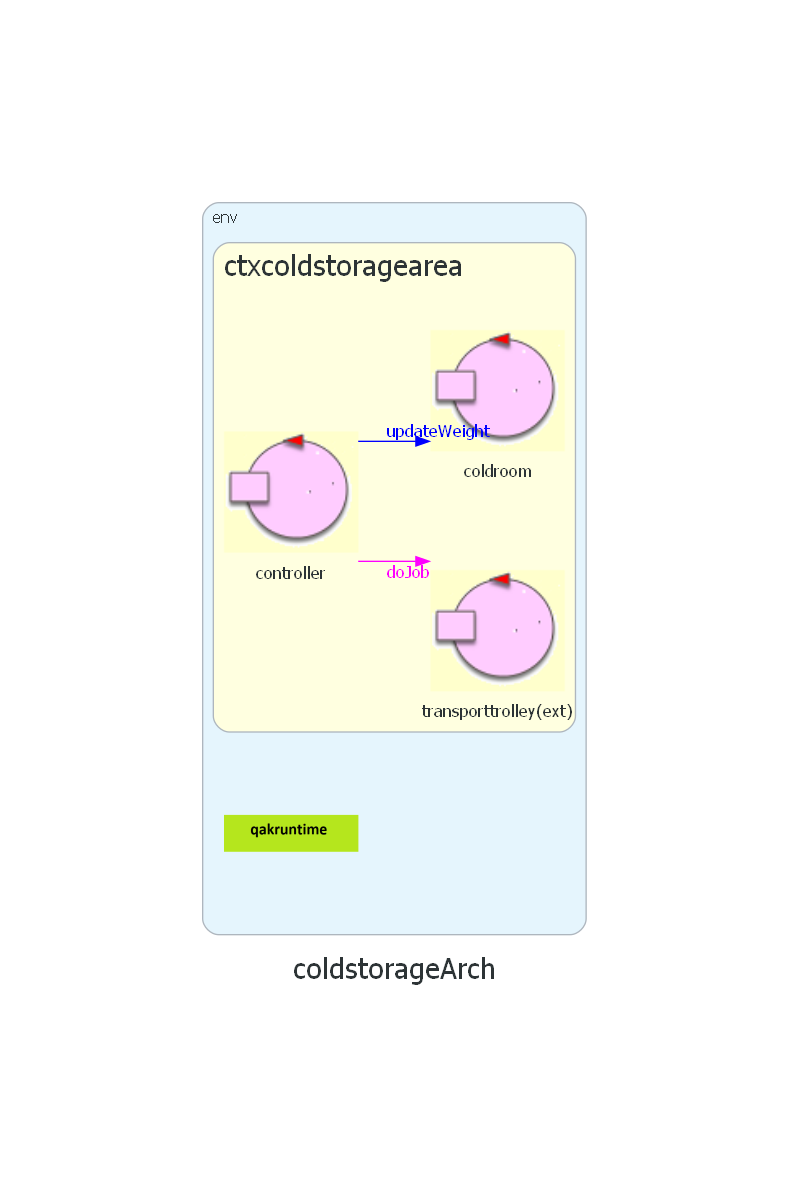 env
ctxcoldstoragearea
updateWeight
coldroom
controller
doJob
transporttrolley(ext)
qakruntime
coldstorageArch